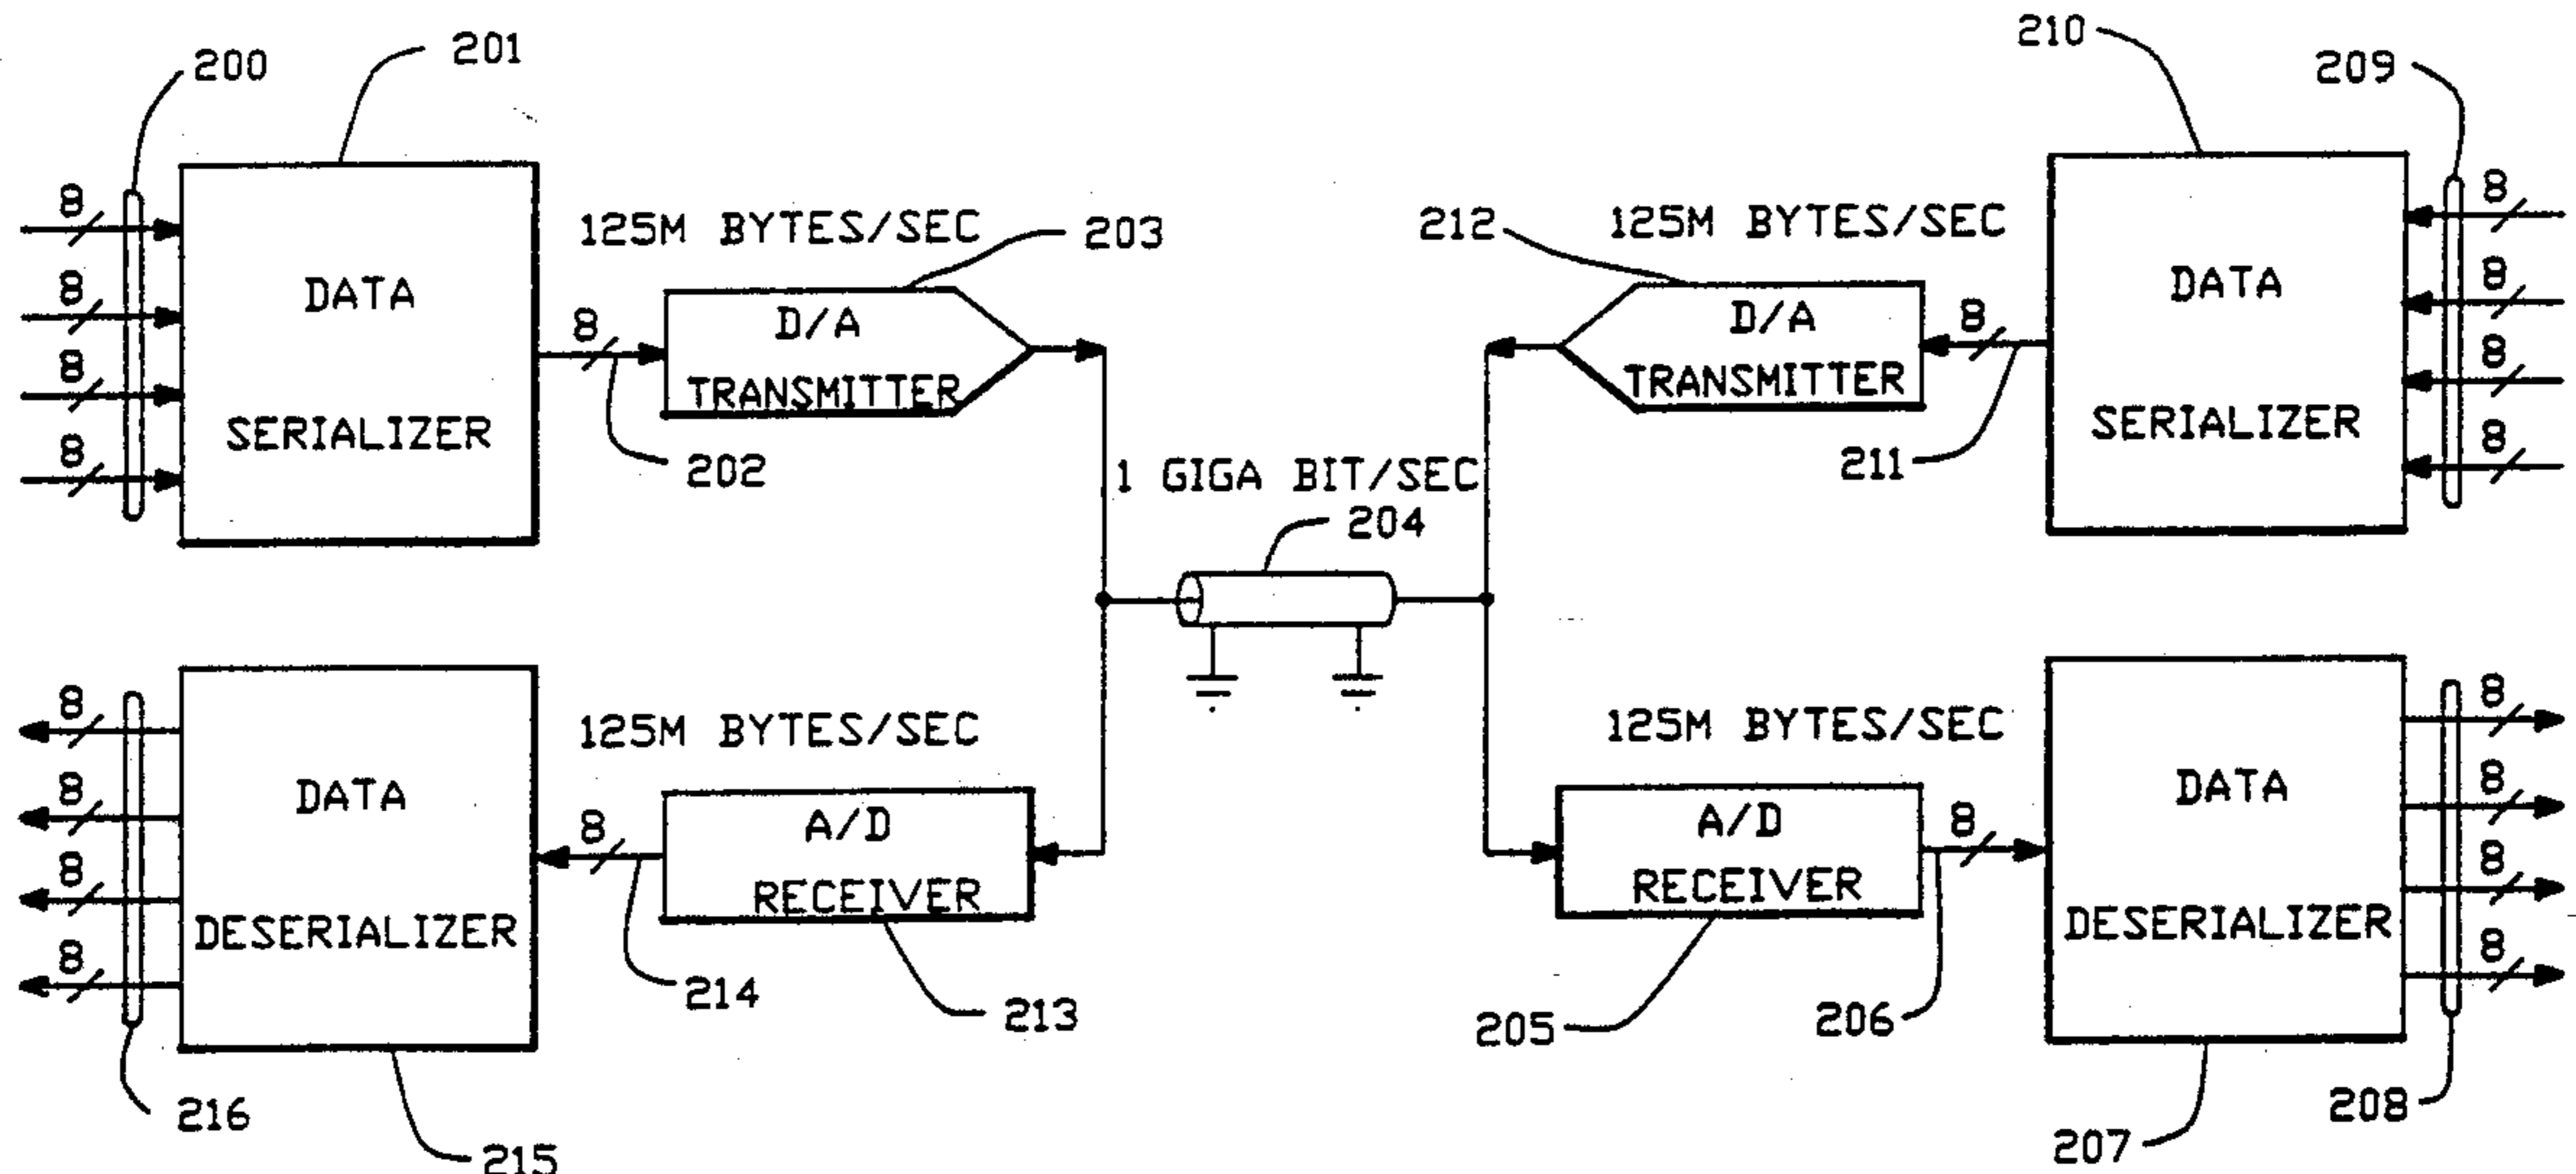 200
201
210
209
8
8
8
8
DATA
SERIALIZER
125M BYTES/SEC
203
8
D/A
TRANSMITTER
202
212
125M BYTES/SEC
D/A
TRANSMITTER
8
211
DATA
SERIALIZER
8
8
8
8
1 GIGA BIT/SEC
204
8
8
8
8
DATA
DESERIALIZER
125M BYTES/SEC
8
A/D
RECEIVER
214
213
216
215
125M BYTES/SEC
A/D
RECEIVER
8
205
206
DATA
DESERIALIZER
8
8
8
8
208
207